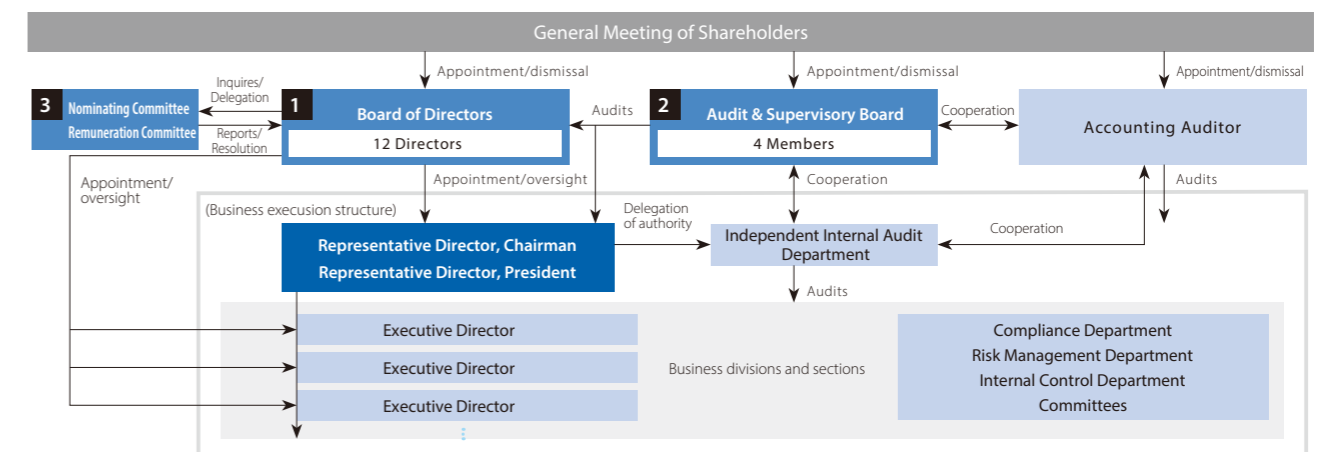 General Meeting of Shareholders
Appointment/dismissal
Appointment/dismissal
Appointment/dismissal
Inquires/
Delegation
3
Nominating Committee
Remuneration Committee
Reports/
Resolution
1
Board of Directors
12 Directors
Audits
2
Audit & Supervisory Board
4 Members
Cooperation
Accounting Auditor
Appointment/
oversight
Appointment/oversight
Cooperation
Audits
(Business execusion structure)
Delegation
of authority
Representative Director, Chairman
Representative Director, President
Independent Internal Audit
Department
Cooperation
Audits
Executive Director
Executive Director
Executive Director
Business divisions and sections
Compliance Department
Risk Management Department
Internal Control Department
Committees